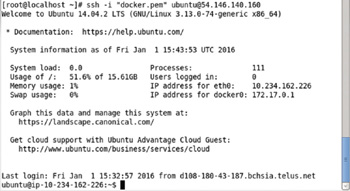 [root@localhost ~]# ssh -i "docker.pem" ubuntu@54.146.140.160
Welcome to Ubuntu 14.04.2 LTS (GNU/Linux 3.13.0-74-generic x86_64)
* Documentation: https://help.ubuntu.com/
System information as of Fri Jan 1 15:43:53 UTC 2016
System load: 0.0 Processes: 111
Usage of /: 51.6% of 15.61GB Users logged in: 0
Memory usage: 1% IP address for eth0: 10.234.162.226
Swap usage: 0% IP address for docker0: 172.17.0.1
Graph this data and manage this system at:
https://landscape.canonical.com/
Get cloud support with Ubuntu Advantage Cloud Guest:
http://www.ubuntu.com/business/services/cloud
Last login: Fri Jan 1 15:32:57 2016 from d108-180-43-187.bchsia.telus.net
ubuntu@ip-10-234-162-226:~$